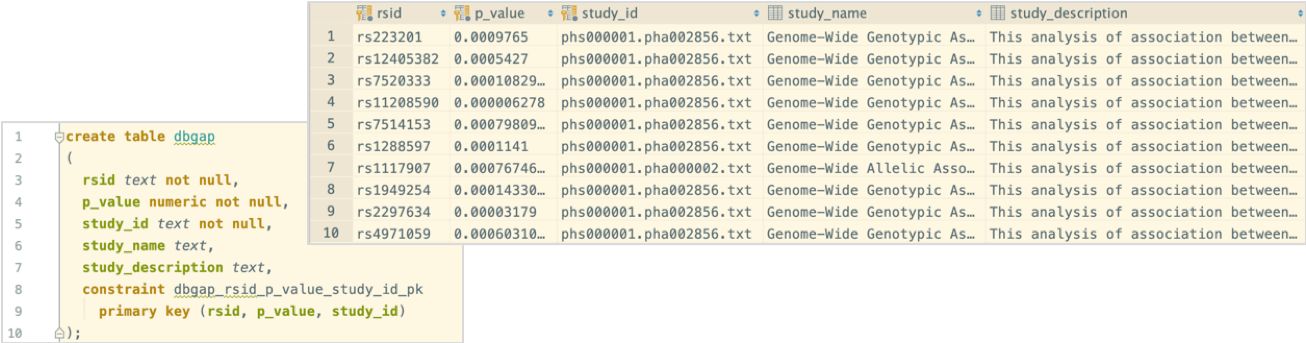 rsid p_value study_id study_name study_description
1 rs223201 0.0009765 phs000001.pha002856.txt Genome-Wide Genotypic As… This analysis of association between…
2 rs12405382 0.0005427 phs000001.pha002856.txt Genome-Wide Genotypic As… This analysis of association between…
3 rs7520333 0.00010829… phs000001.pha002856.txt Genome-Wide Genotypic As… This analysis of association between…
4 rs11208590 0.000006278 phs000001.pha002856.txt Genome-Wide Genotypic As… This analysis of association between…
5 rs7514153 0.00079809… phs000001.pha002856.txt Genome-Wide Genotypic As… This analysis of association between…
6 rs1288597 0.0001141 phs000001.pha002856.txt Genome-Wide Genotypic As… This analysis of association between…
7 rs1117907 0.00076746… phs000001.pha000002.txt Genome-Wide Allelic Asso… This analysis of association between…
8 rs1949254 0.00014330… phs000001.pha002856.txt Genome-Wide Genotypic As… This analysis of association between…
9 rs2297634 0.00003179 phs000001.pha002856.txt Genome-Wide Genotypic As… This analysis of association between…
10 rs4971059 0.00060310… phs000001.pha002856.txt Genome-Wide Genotypic As… This analysis of association between…
1 create table dbgap
2 (
3 rsid text not null,
4 p_value numeric not null,
5 study_id text not null,
6 study_name text,
7 study_description text,
8 constraint dbgap_rsid_p_value_study_id_pk
9 primary key (rsid, p_value, study_id)
10 );